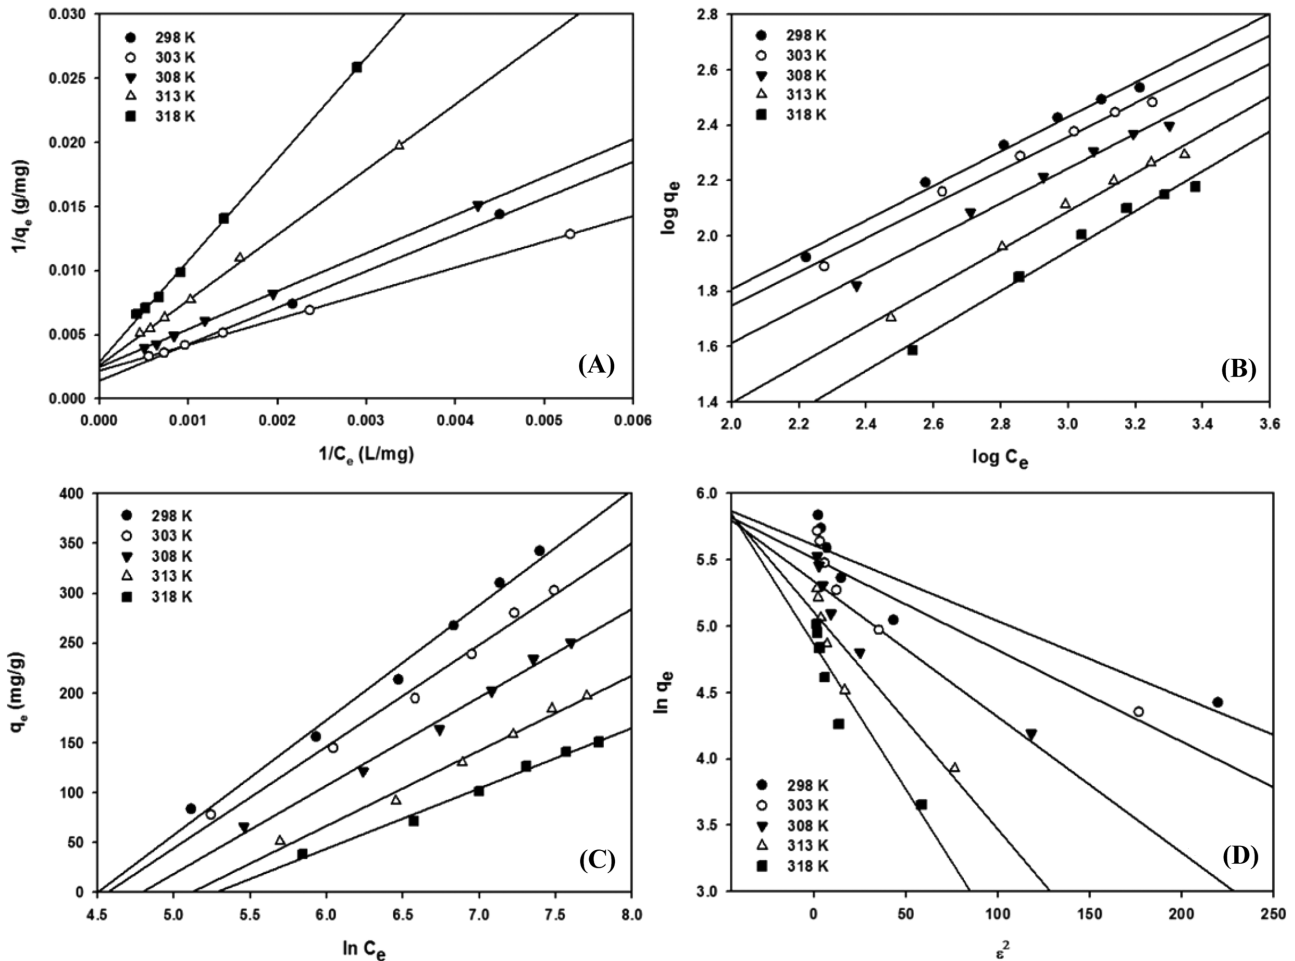 0.030
0.025
0.020
0.015
0.010
0.005
0.000
1/qe (g/mg)
298 K
303 K
308 K
313 K
318 K
(A)
0.000 0.001 0.002 0.003 0.004 0.005 0.006
1/Ce (L/mg)
2.8
2.6
2.4
2.2
2.0
1.8
1.6
1.4
log qe
298 K
303 K
308 K
313 K
318 K
(B)
2.0 2.2 2.4 2.6 2.8 3.0 3.2 3.4 3.6
log Ce
400
350
300
250
200
150
100
50
0
qe (mg/g)
298 K
303 K
308 K
313 K
318 K
(C)
4.5 5.0 5.5 6.0 6.5 7.0 7.5 8.0
ln Ce
6.0
5.5
5.0
4.5
4.0
3.5
3.0
ln qe
298 K
303 K
308 K
313 K
318 K
(D)
0 50 100 150 200 250
ε²